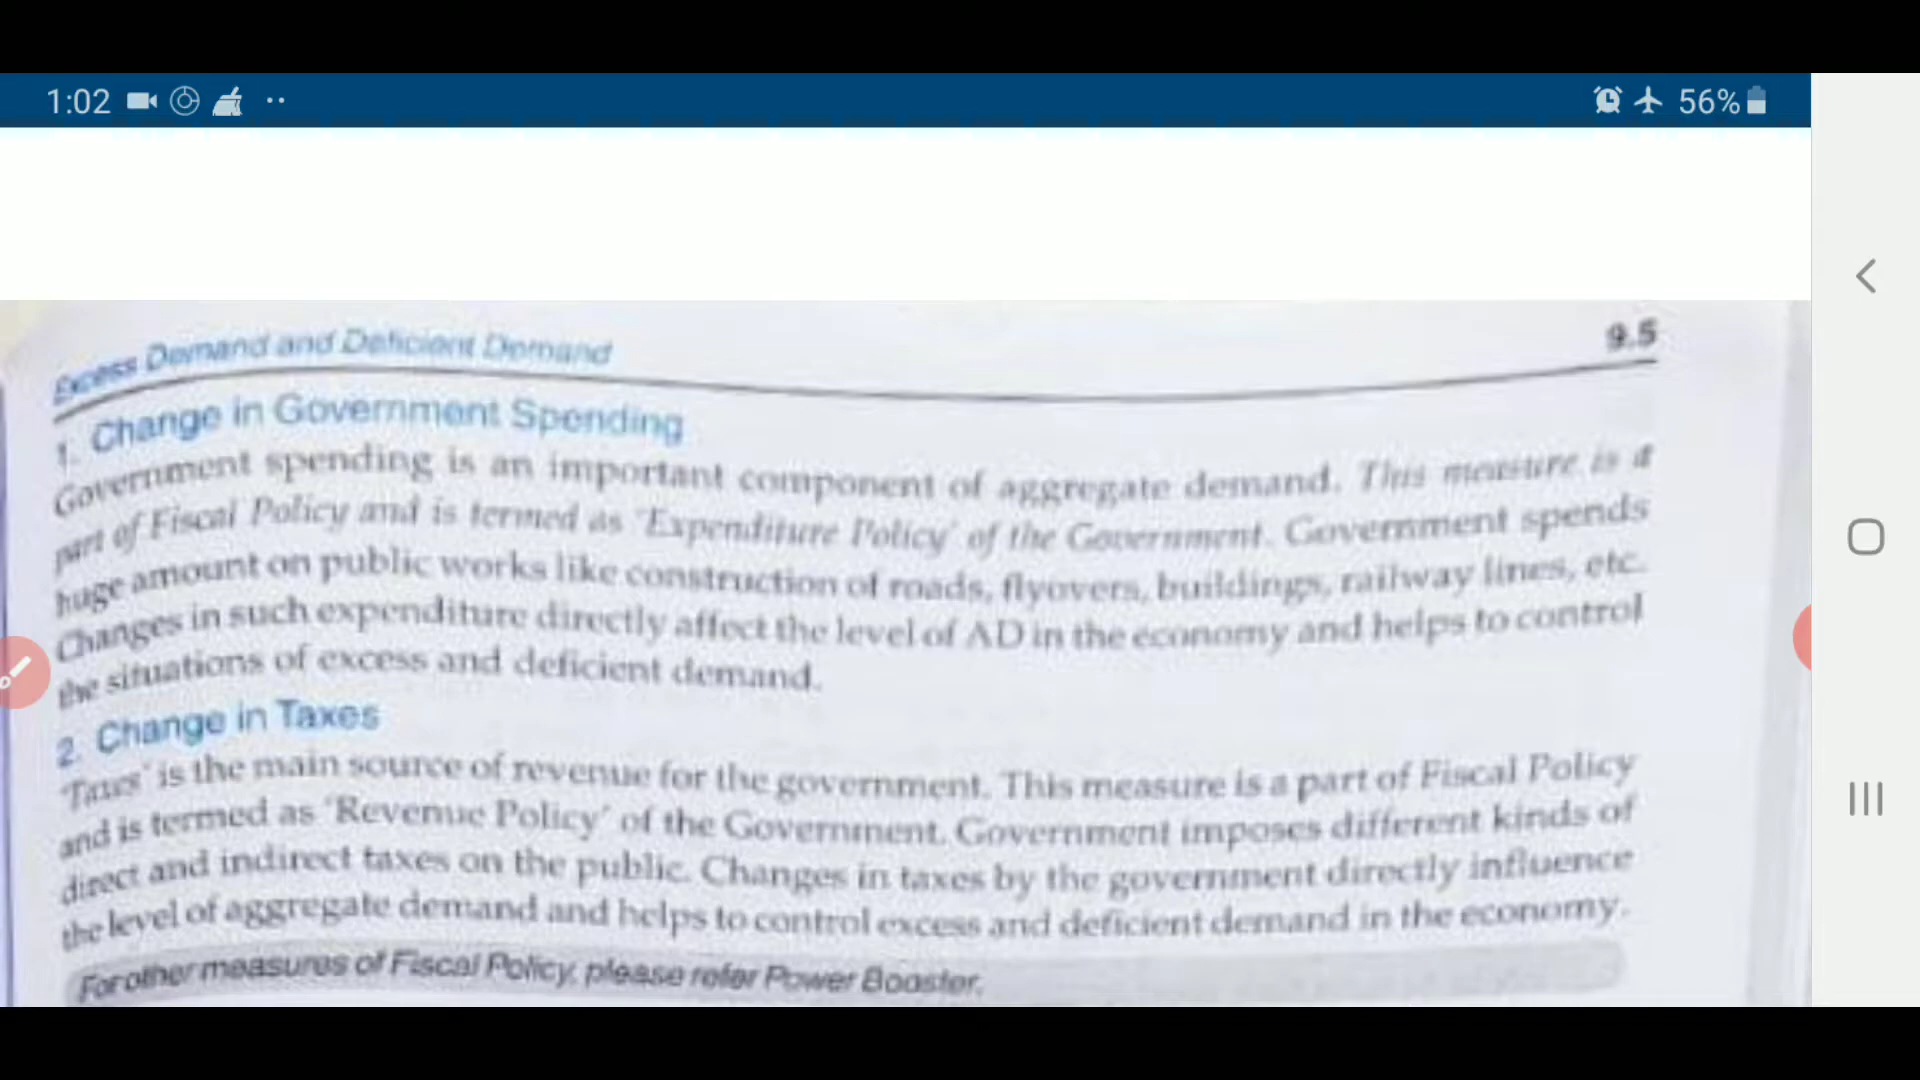 1:02
56%
Excess Demand and Deficient Demand
9.5
1. Change in Government Spending
Government spending is an important component of aggregate demand. This measure is a
part of Fiscal Policy and is termed as 'Expenditure Policy' of the Government. Government spends
huge amount on public works like construction of roads, flyovers, buildings, railway lines, etc.
Changes in such expenditure directly affect the level of AD in the economy and helps to control
the situations of excess and deficient demand.
2. Change in Taxes
'Taxes' is the main source of revenue for the government. This measure is a part of Fiscal Policy
and is termed as 'Revenue Policy' of the Government. Government imposes different kinds of
direct and indirect taxes on the public. Changes in taxes by the government directly influence
the level of aggregate demand and helps to control excess and deficient demand in the economy.
For other measures of Fiscal Policy, please refer Power Booster.